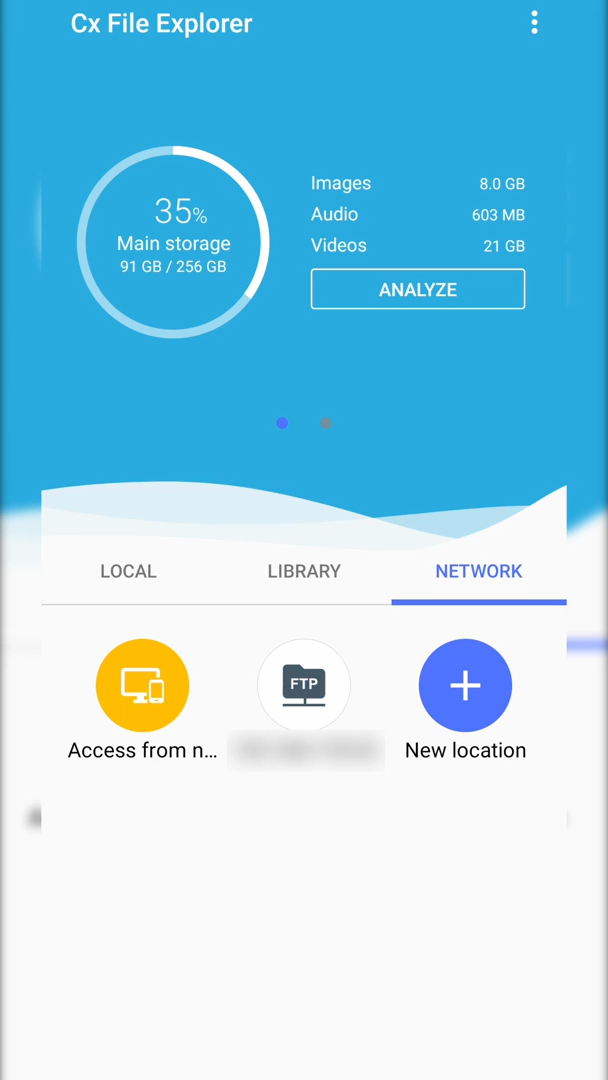 Cx File Explorer
35%
Main storage
91 GB / 256 GB
Images 8.0 GB
Audio 603 MB
Videos 21 GB
ANALYZE
LOCAL LIBRARY NETWORK
FTP
Access from n... New location